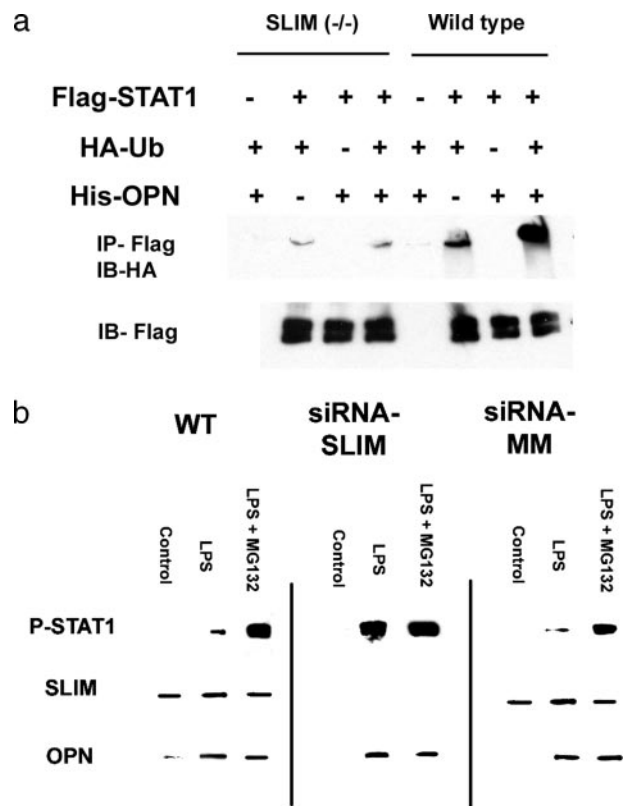 a
SLIM (-/-) Wild type
Flag-STAT1 - + + + - + + +
HA-Ub + + - + + + - +
His-OPN + - + + + - + +
IP- Flag
IB-HA
IB- Flag
b
WT
siRNA-
SLIM
siRNA-
MM
Control LPS LPS + MG132 Control LPS LPS + MG132 Control LPS LPS + MG132
P-STAT1
SLIM
OPN